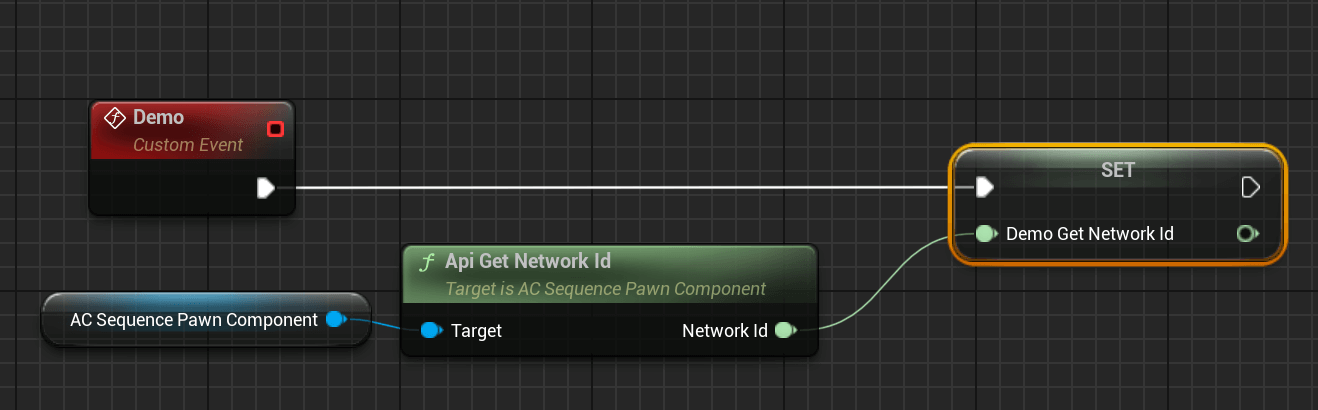 Demo
Custom Event
SET
Demo Get Network Id
Api Get Network Id
Target is AC Sequence Pawn Component
AC Sequence Pawn Component
Target
Network Id